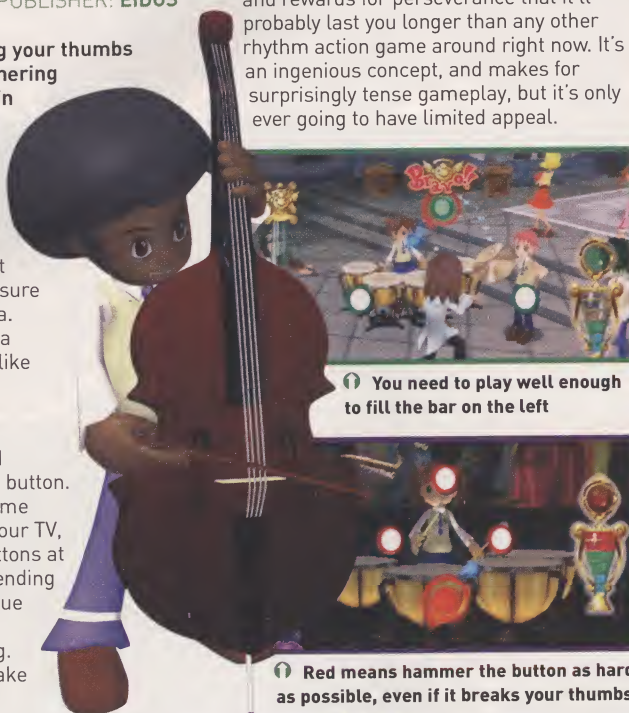 PUBLISHER: EIDOS
g your thumbs
nering
sure
a.
a
like
button.
me
our TV,
ttons at
ending
ue
g.
ake
and rewards for perseverance that it'll
probably last you longer than any other
rhythm action game around right now. It's
an ingenious concept, and makes for
surprisingly tense gameplay, but it's only
ever going to have limited appeal.
Bravo!
You need to play well enough
to fill the bar on the left
Red means hammer the button as hard
as possible, even if it breaks your thumbs